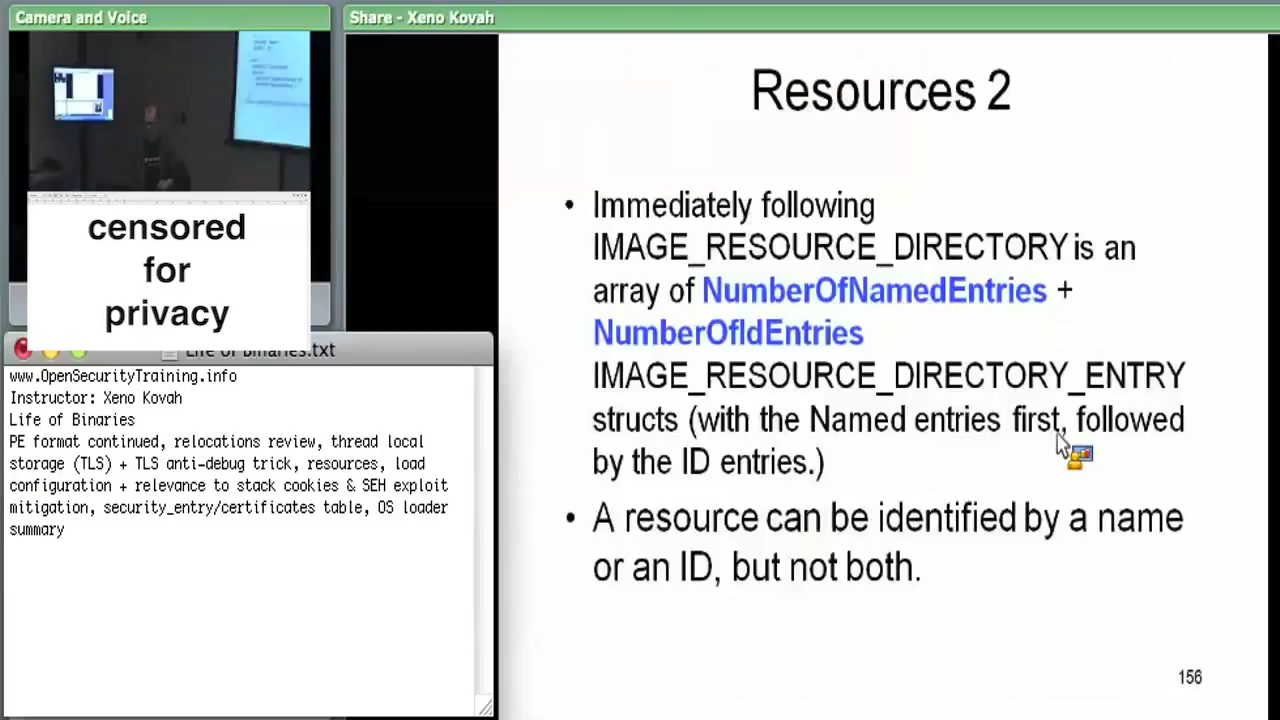 Camera and Voice
Share - Xeno Kovah
censored
for
privacy
Life of Binaries.txt
www.OpenSecurityTraining.info
Instructor: Xeno Kovah
Life of Binaries
PE format continued, relocations review, thread local
storage (TLS) + TLS anti-debug trick, resources, load
configuration + relevance to stack cookies & SEH exploit
mitigation, security_entry/certificates table, OS loader
summary
Resources 2
• Immediately following
IMAGE_RESOURCE_DIRECTORY is an
array of NumberOfNamedEntries +
NumberOfIdEntries
IMAGE_RESOURCE_DIRECTORY_ENTRY
structs (with the Named entries first, followed
by the ID entries.)
• A resource can be identified by a name
or an ID, but not both.
156